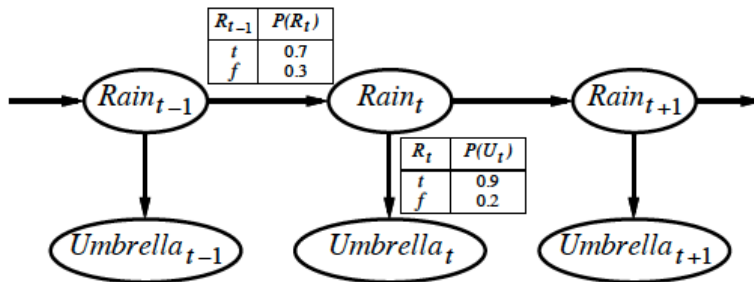 R_{t-1} P(R_t)
t 0.7
f 0.3
Rain_{t-1} Rain_t Rain_{t+1}
R_t P(U_t)
t 0.9
f 0.2
Umbrella_{t-1} Umbrella_t Umbrella_{t+1}